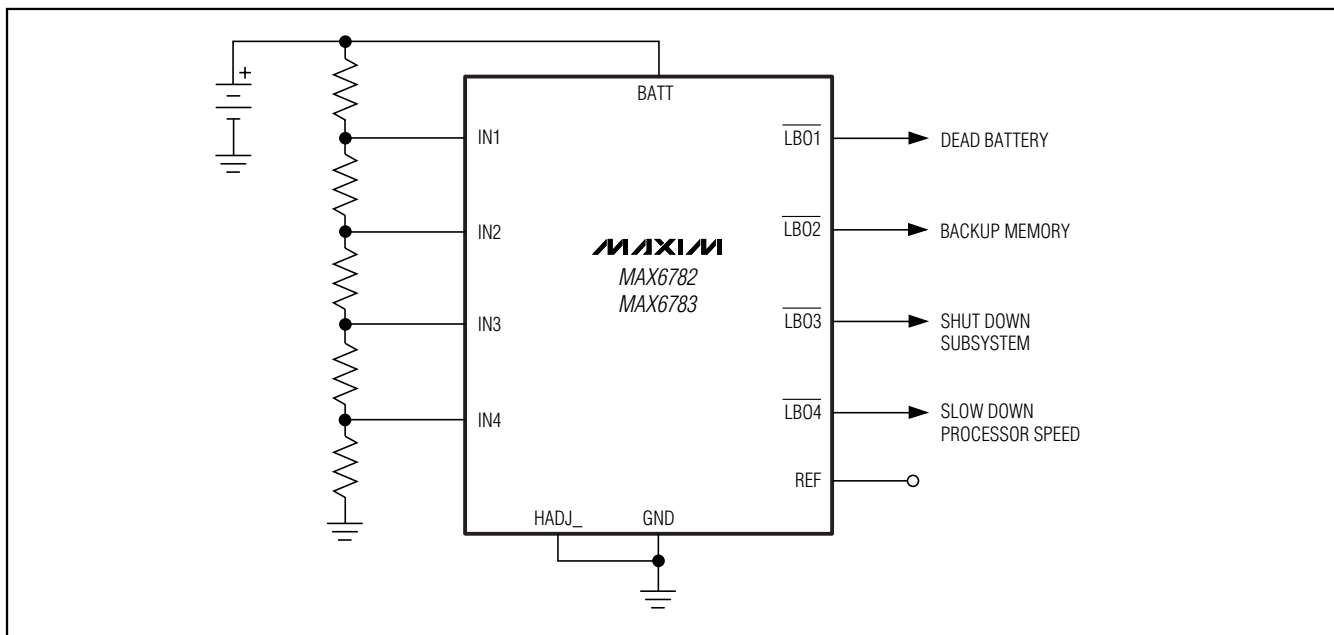 +
BATT
IN1
IN2
IN3
IN4
MAXIM
MAX6782
MAX6783
LBO1
LBO2
LBO3
LBO4
REF
HADJ_
GND
DEAD BATTERY
BACKUP MEMORY
SHUT DOWN
SUBSYSTEM
SLOW DOWN
PROCESSOR SPEED